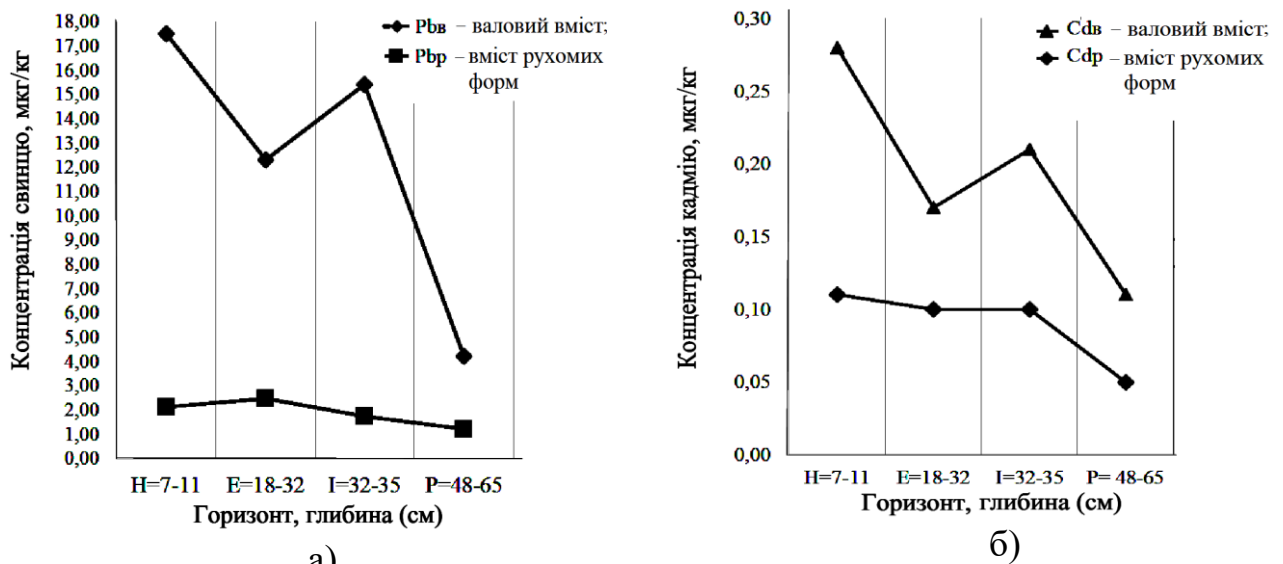 18,00
17,00
16,00
15,00
14,00
13,00
12,00
11,00
10,00
9,00
8,00
7,00
6,00
5,00
4,00
3,00
2,00
1,00
0,00
Концентрація свинцю, мкг/кг
Pbв – валовий вміст;
Pbр – вміст рухомих
форм
H=7-11 E=18-32 I=32-35 P=48-65
Горизонт, глибина (см)
а)
0,30
0,25
0,20
0,15
0,10
0,05
0,00
Концентрація кадмію, мкг/кг
Cdв – валовий вміст;
Cdр – вміст рухомих
форм
H=7-11 E=18-32 I=32-35 P= 48-65
Горизонт, глибина (см)
б)